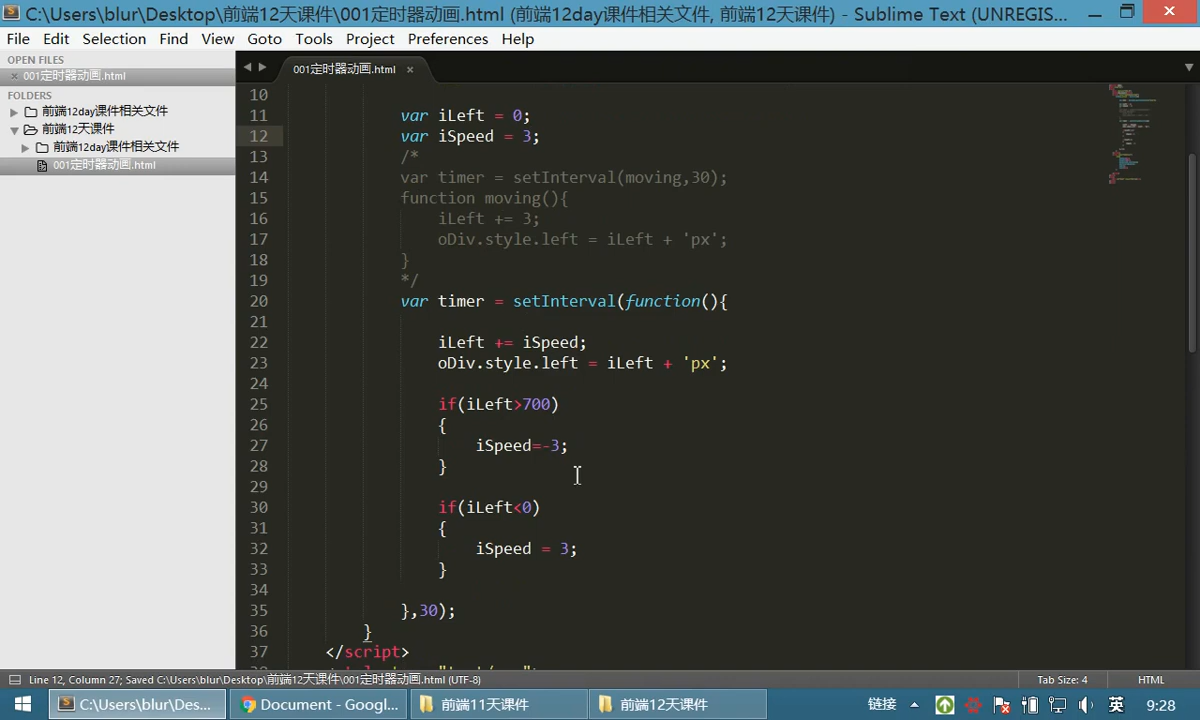 C:\Users\blur\Desktop\前端12天课件\001定时器动画.html (前端12day课件相关文件, 前端12天课件) - Sublime Text (UNREGIS...
File Edit Selection Find View Goto Tools Project Preferences Help
OPEN FILES
001定时器动画.html
FOLDERS
前端12day课件相关文件
前端12天课件
前端12day课件相关文件
001定时器动画.html
001定时器动画.html
10
11 var iLeft = 0;
12 var iSpeed = 3;
13 /*
14 var timer = setInterval(moving,30);
15 function moving(){
16 iLeft += 3;
17 oDiv.style.left = iLeft + 'px';
18 }
19 */
20 var timer = setInterval(function(){
21
22 iLeft += iSpeed;
23 oDiv.style.left = iLeft + 'px';
24
25 if(iLeft>700)
26 {
27 iSpeed=-3;
28 }
29
30 if(iLeft<0)
31 {
32 iSpeed = 3;
33 }
34
35 },30);
36 }
37 </script>
Line 12, Column 27; Saved C:\Users\blur\Desktop\前端12天课件\001定时器动画.html (UTF-8)
Tab Size: 4
HTML
C:\Users\blur\Des...
Document - Googl...
前端11天课件
前端12天课件
链接
英
9:28